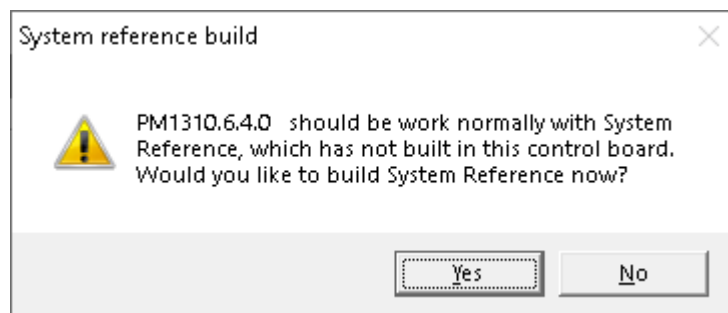 System reference build
PM1310.6.4.0 should be work normally with System
Reference, which has not built in this control board.
Would you like to build System Reference now?
Yes
No